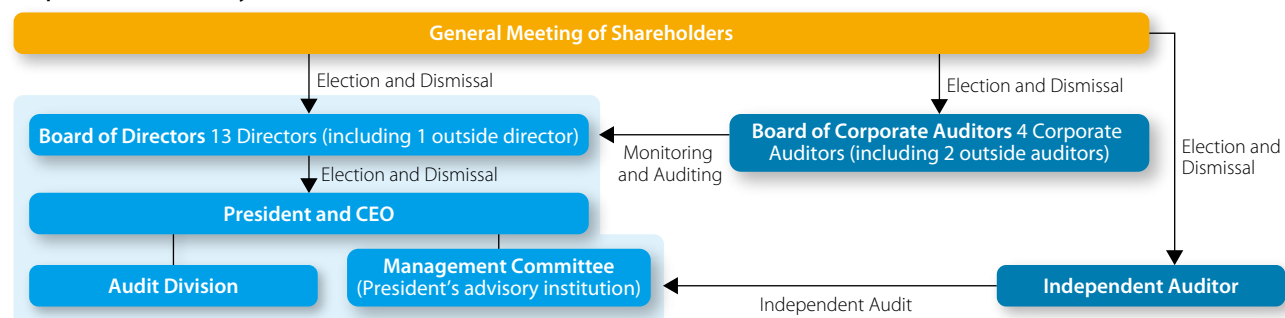 General Meeting of Shareholders
Election and Dismissal
Election and Dismissal
Board of Directors 13 Directors (including 1 outside director)
Board of Corporate Auditors 4 Corporate
Auditors (including 2 outside auditors)
Monitoring
and Auditing
Election and
Dismissal
Election and Dismissal
President and CEO
Audit Division
Management Committee
(President's advisory institution)
Independent Audit
Independent Auditor